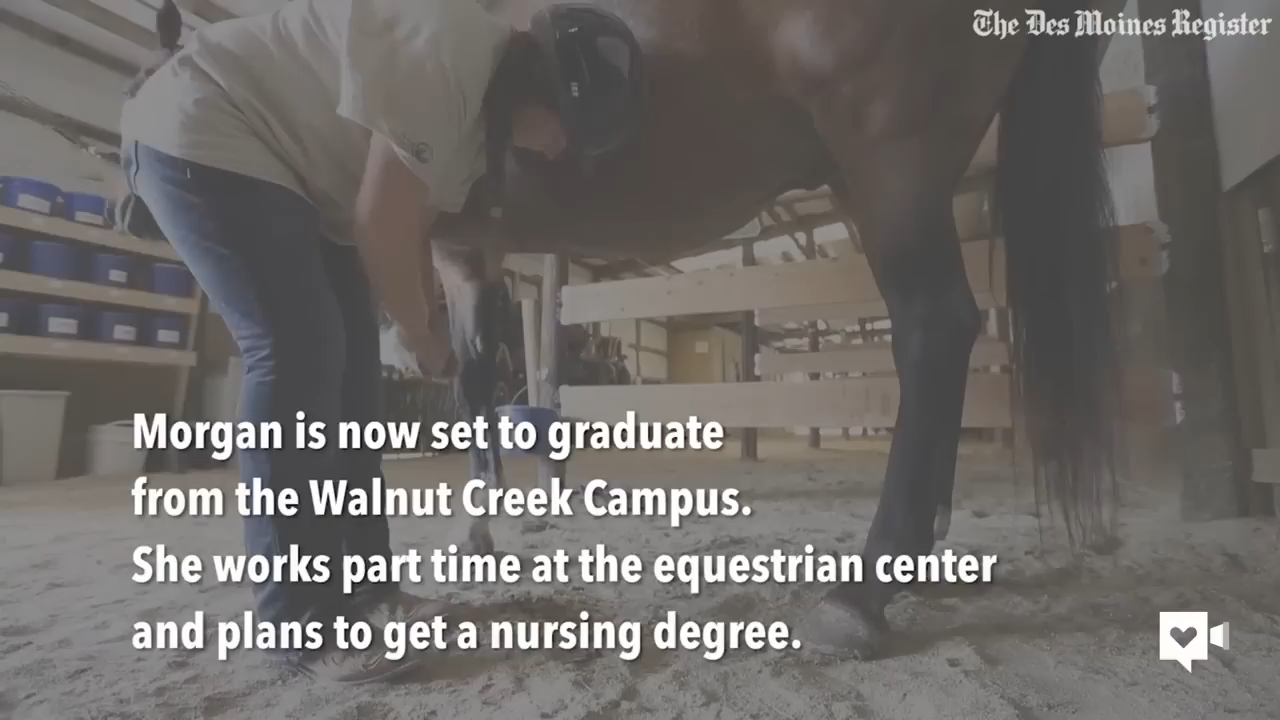 The Des Moines Register
Morgan is now set to graduate
from the Walnut Creek Campus.
She works part time at the equestrian center
and plans to get a nursing degree.